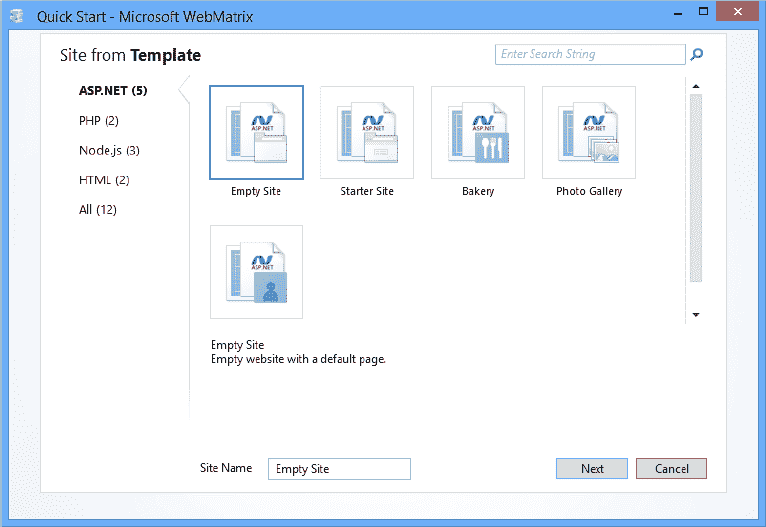 Quick Start - Microsoft WebMatrix
Site from Template
Enter Search String
ASP.NET (5)
PHP (2)
Node.js (3)
HTML (2)
All (12)
ASP.NET
ASP.NET
ASP.NET
ASP.NET
Empty Site
Starter Site
Bakery
Photo Gallery
ASP.NET
Empty Site
Empty website with a default page.
Site Name
Empty Site
Next
Cancel